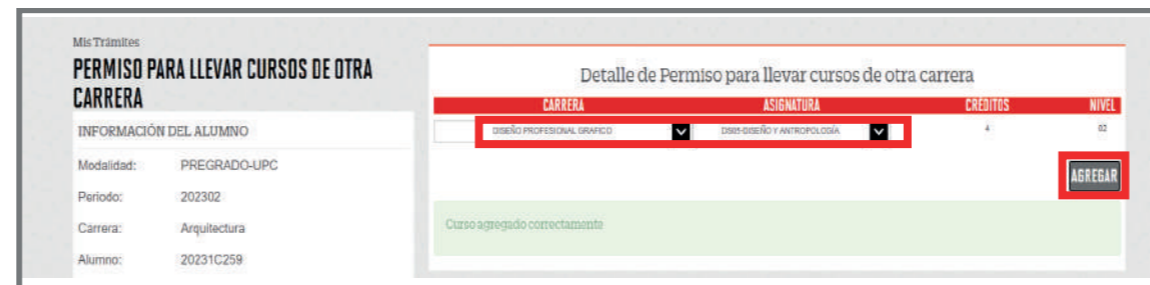 Mis Trámites
PERMISO PARA LLEVAR CURSOS DE OTRA
CARRERA
INFORMACIÓN DEL ALUMNO
Modalidad: PREGRADO-UPC
Periodo: 202302
Carrera: Arquitectura
Alumno: 20231C259
Detalle de Permiso para llevar cursos de otra carrera
CARRERA ASIGNATURA CRÉDITOS NIVEL
DISEÑO PROFESIONAL GRAFICO DS05-DISEÑO Y ANTROPOLOGÍA 4 02
AGREGAR
Curso agregado correctamente